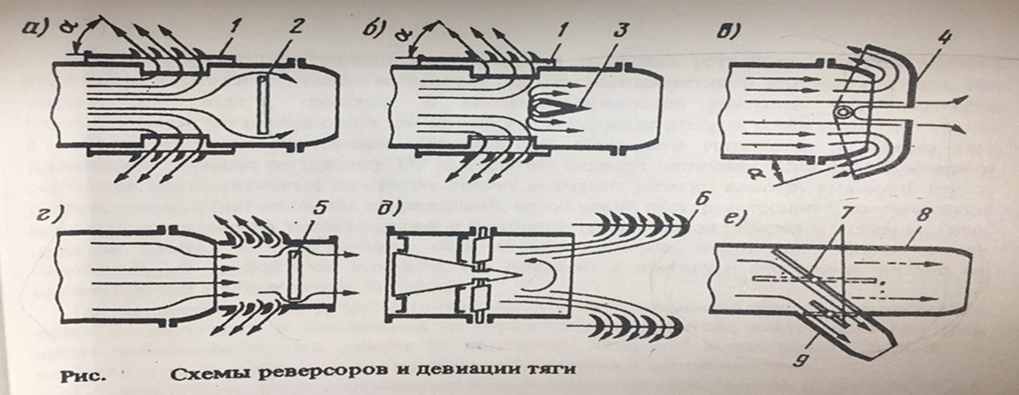 а) α 1 2 б) α 1 3 в) 4
α
г) 5 д) 6 е) 7 8
9
Рис. Схемы реверсоров и девиации тяги